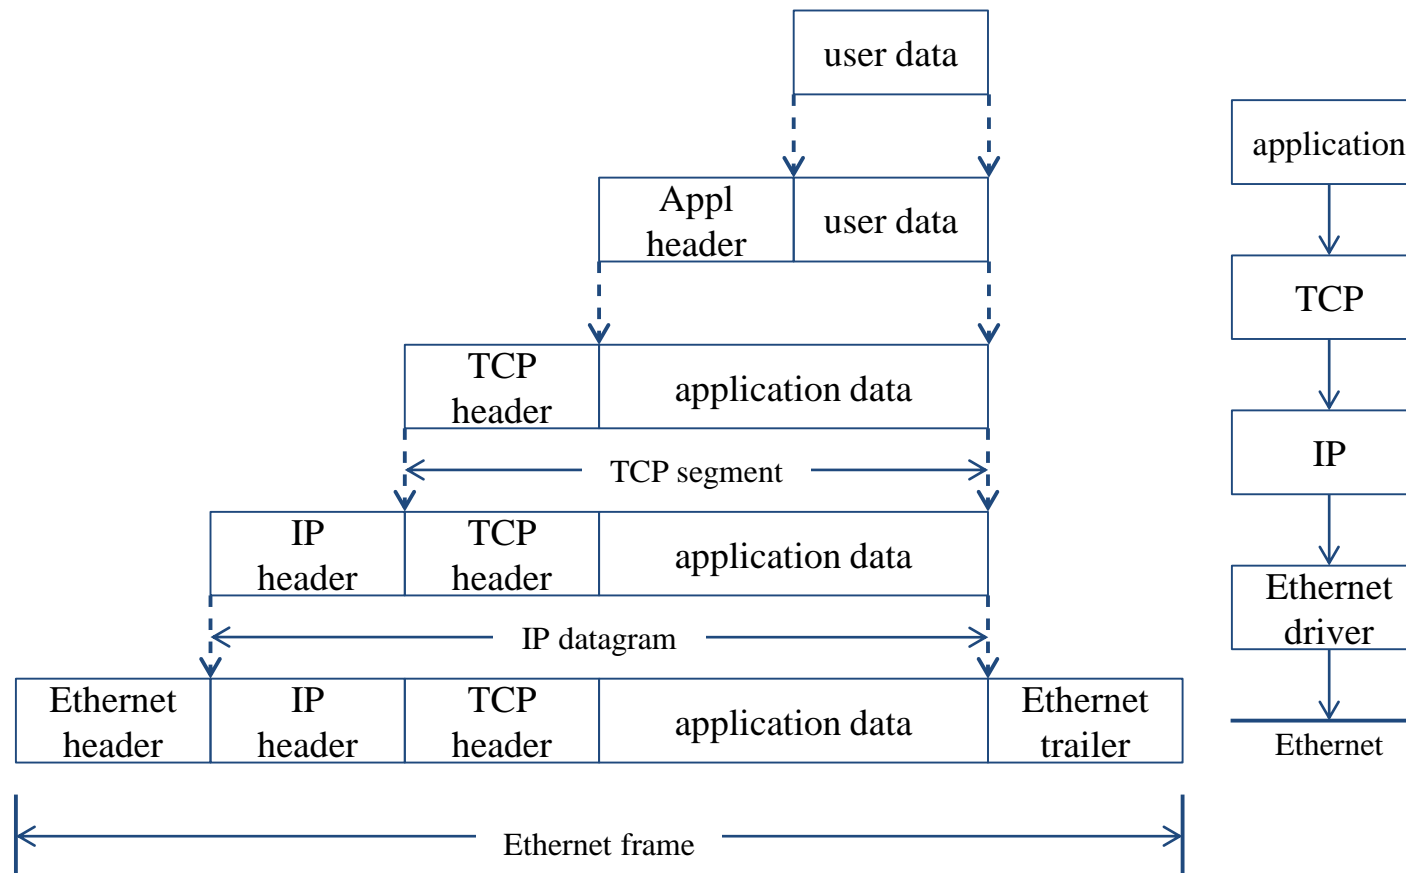 user data
Appl
header
user data
TCP
header
application data
TCP segment
IP
header
TCP
header
application data
IP datagram
Ethernet
header
IP
header
TCP
header
application data
Ethernet
trailer
Ethernet frame
application
TCP
IP
Ethernet
driver
Ethernet